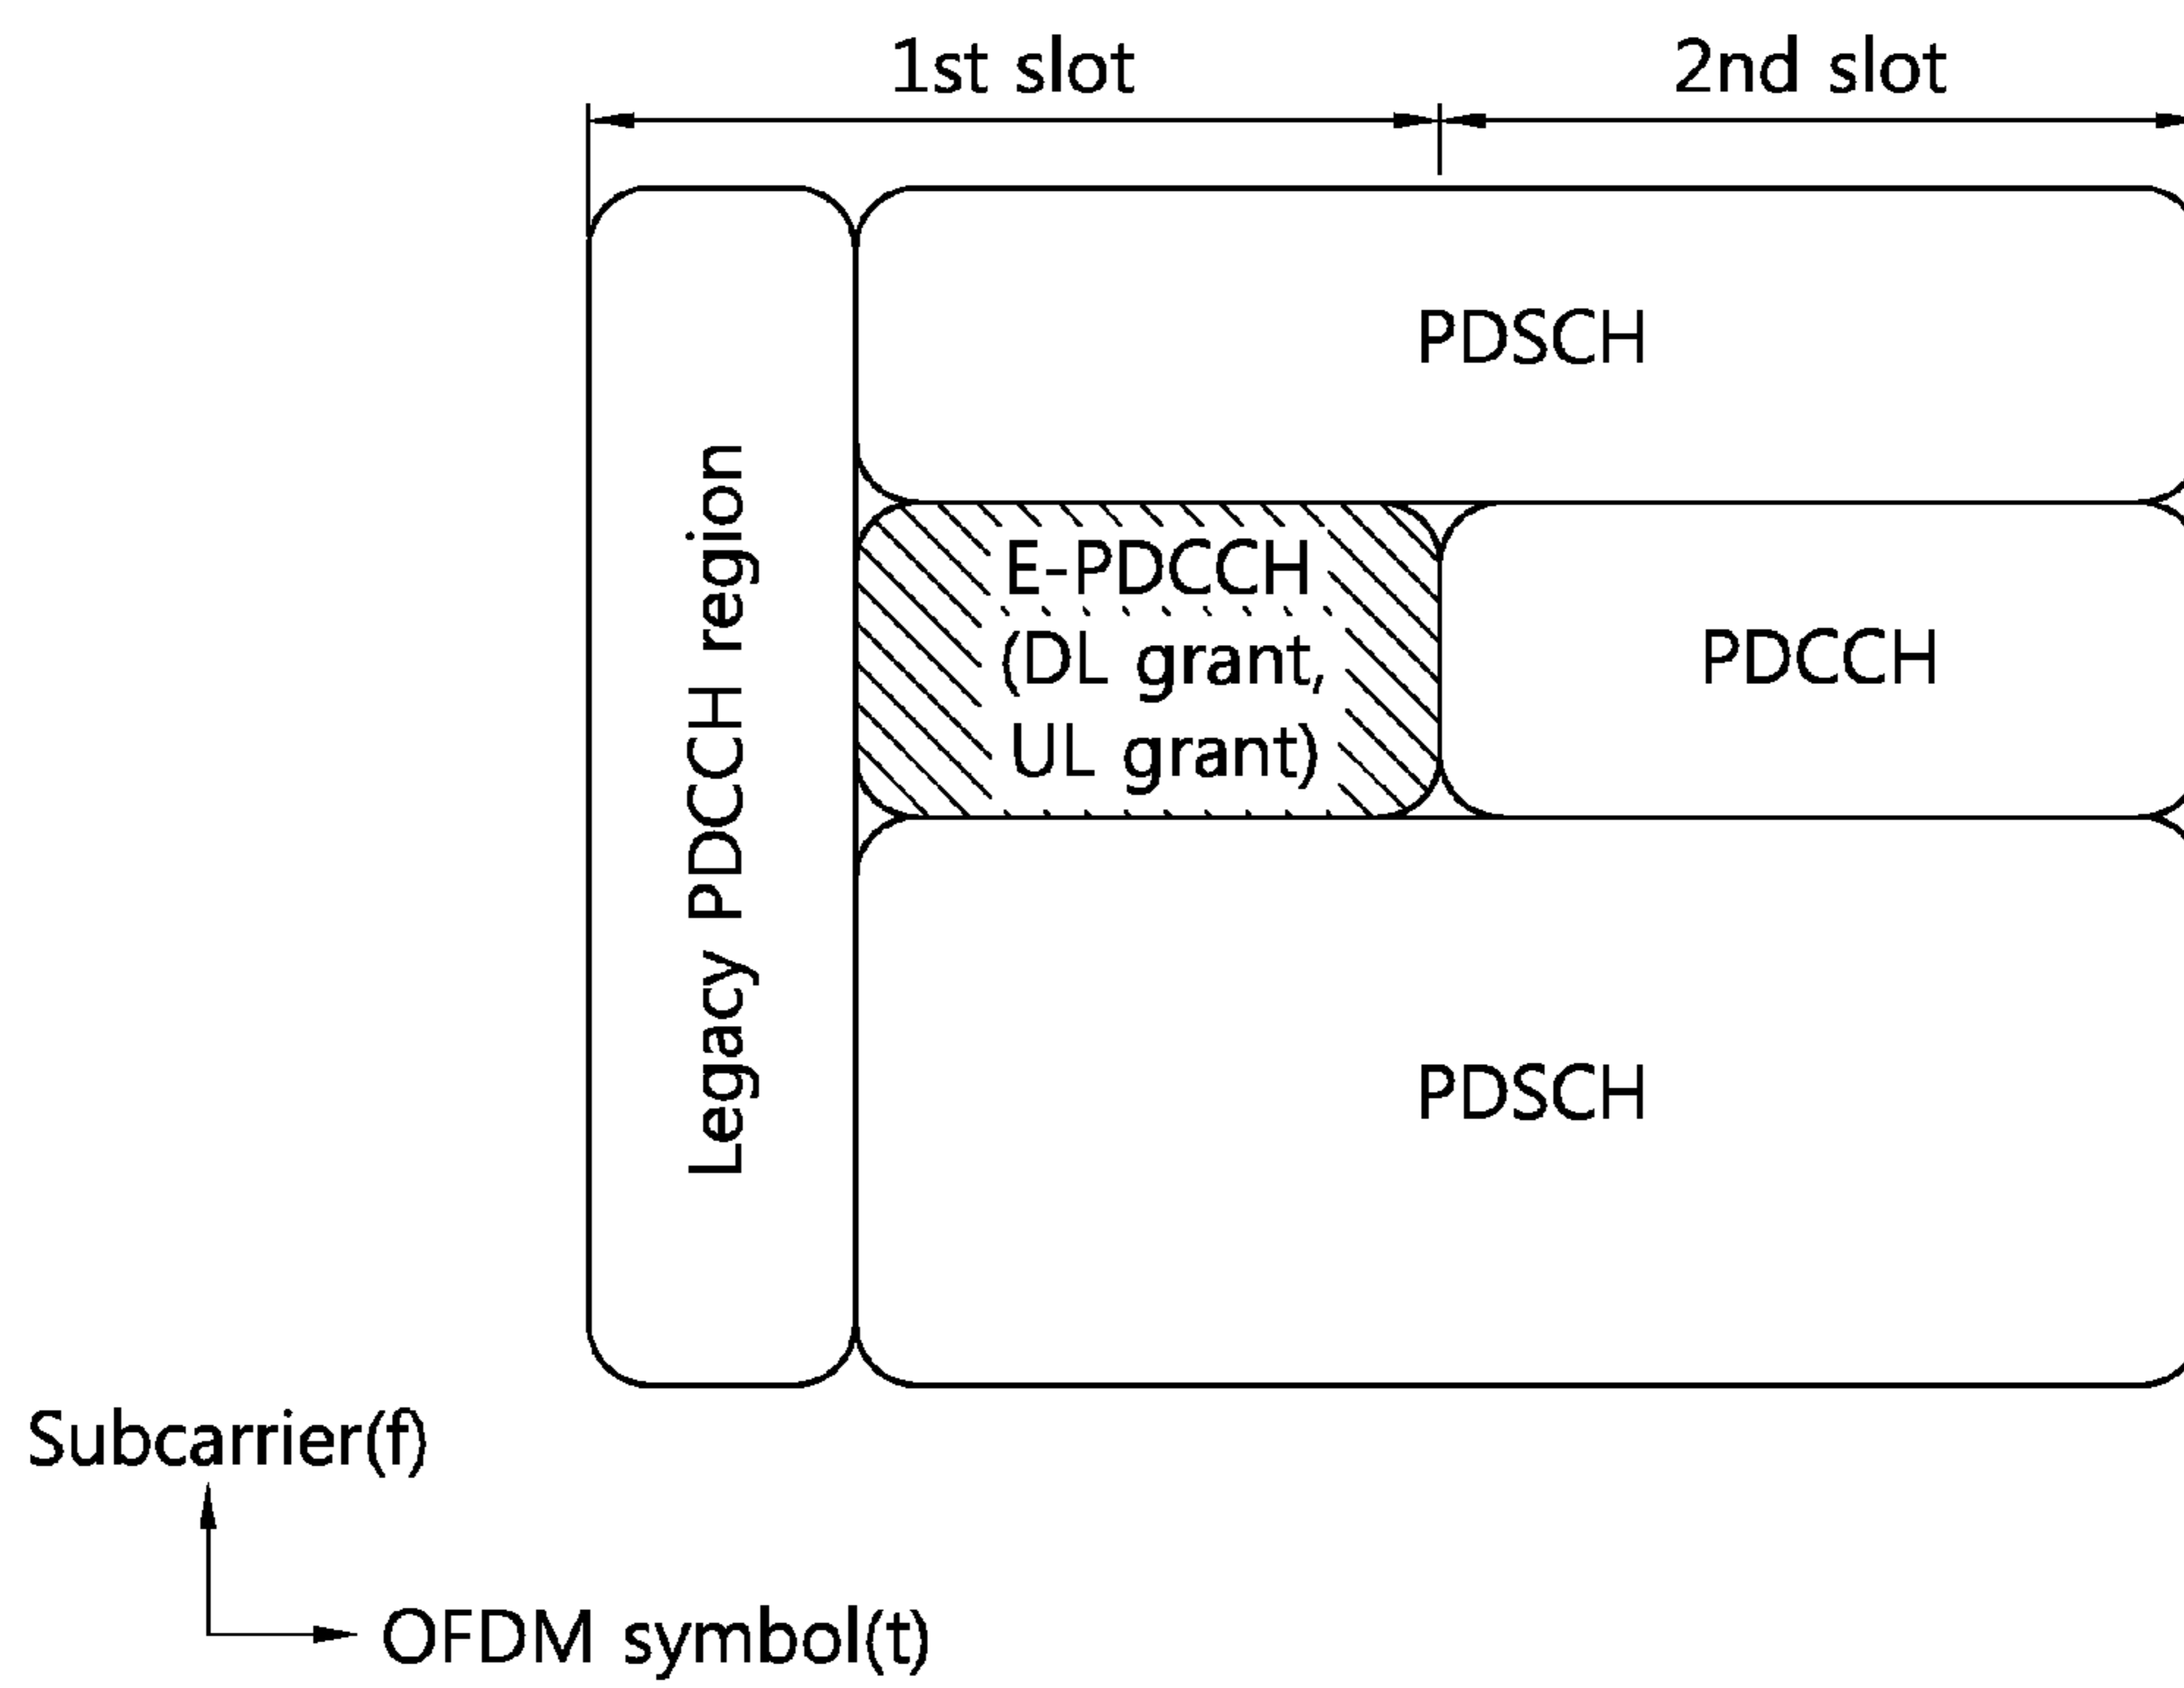 1st slot
2nd slot
Legacy PDCCH region
PDSCH
E-PDCCH
(DL grant,
UL grant)
PDCCH
PDSCH
Subcarrier(f)
OFDM symbol(t)